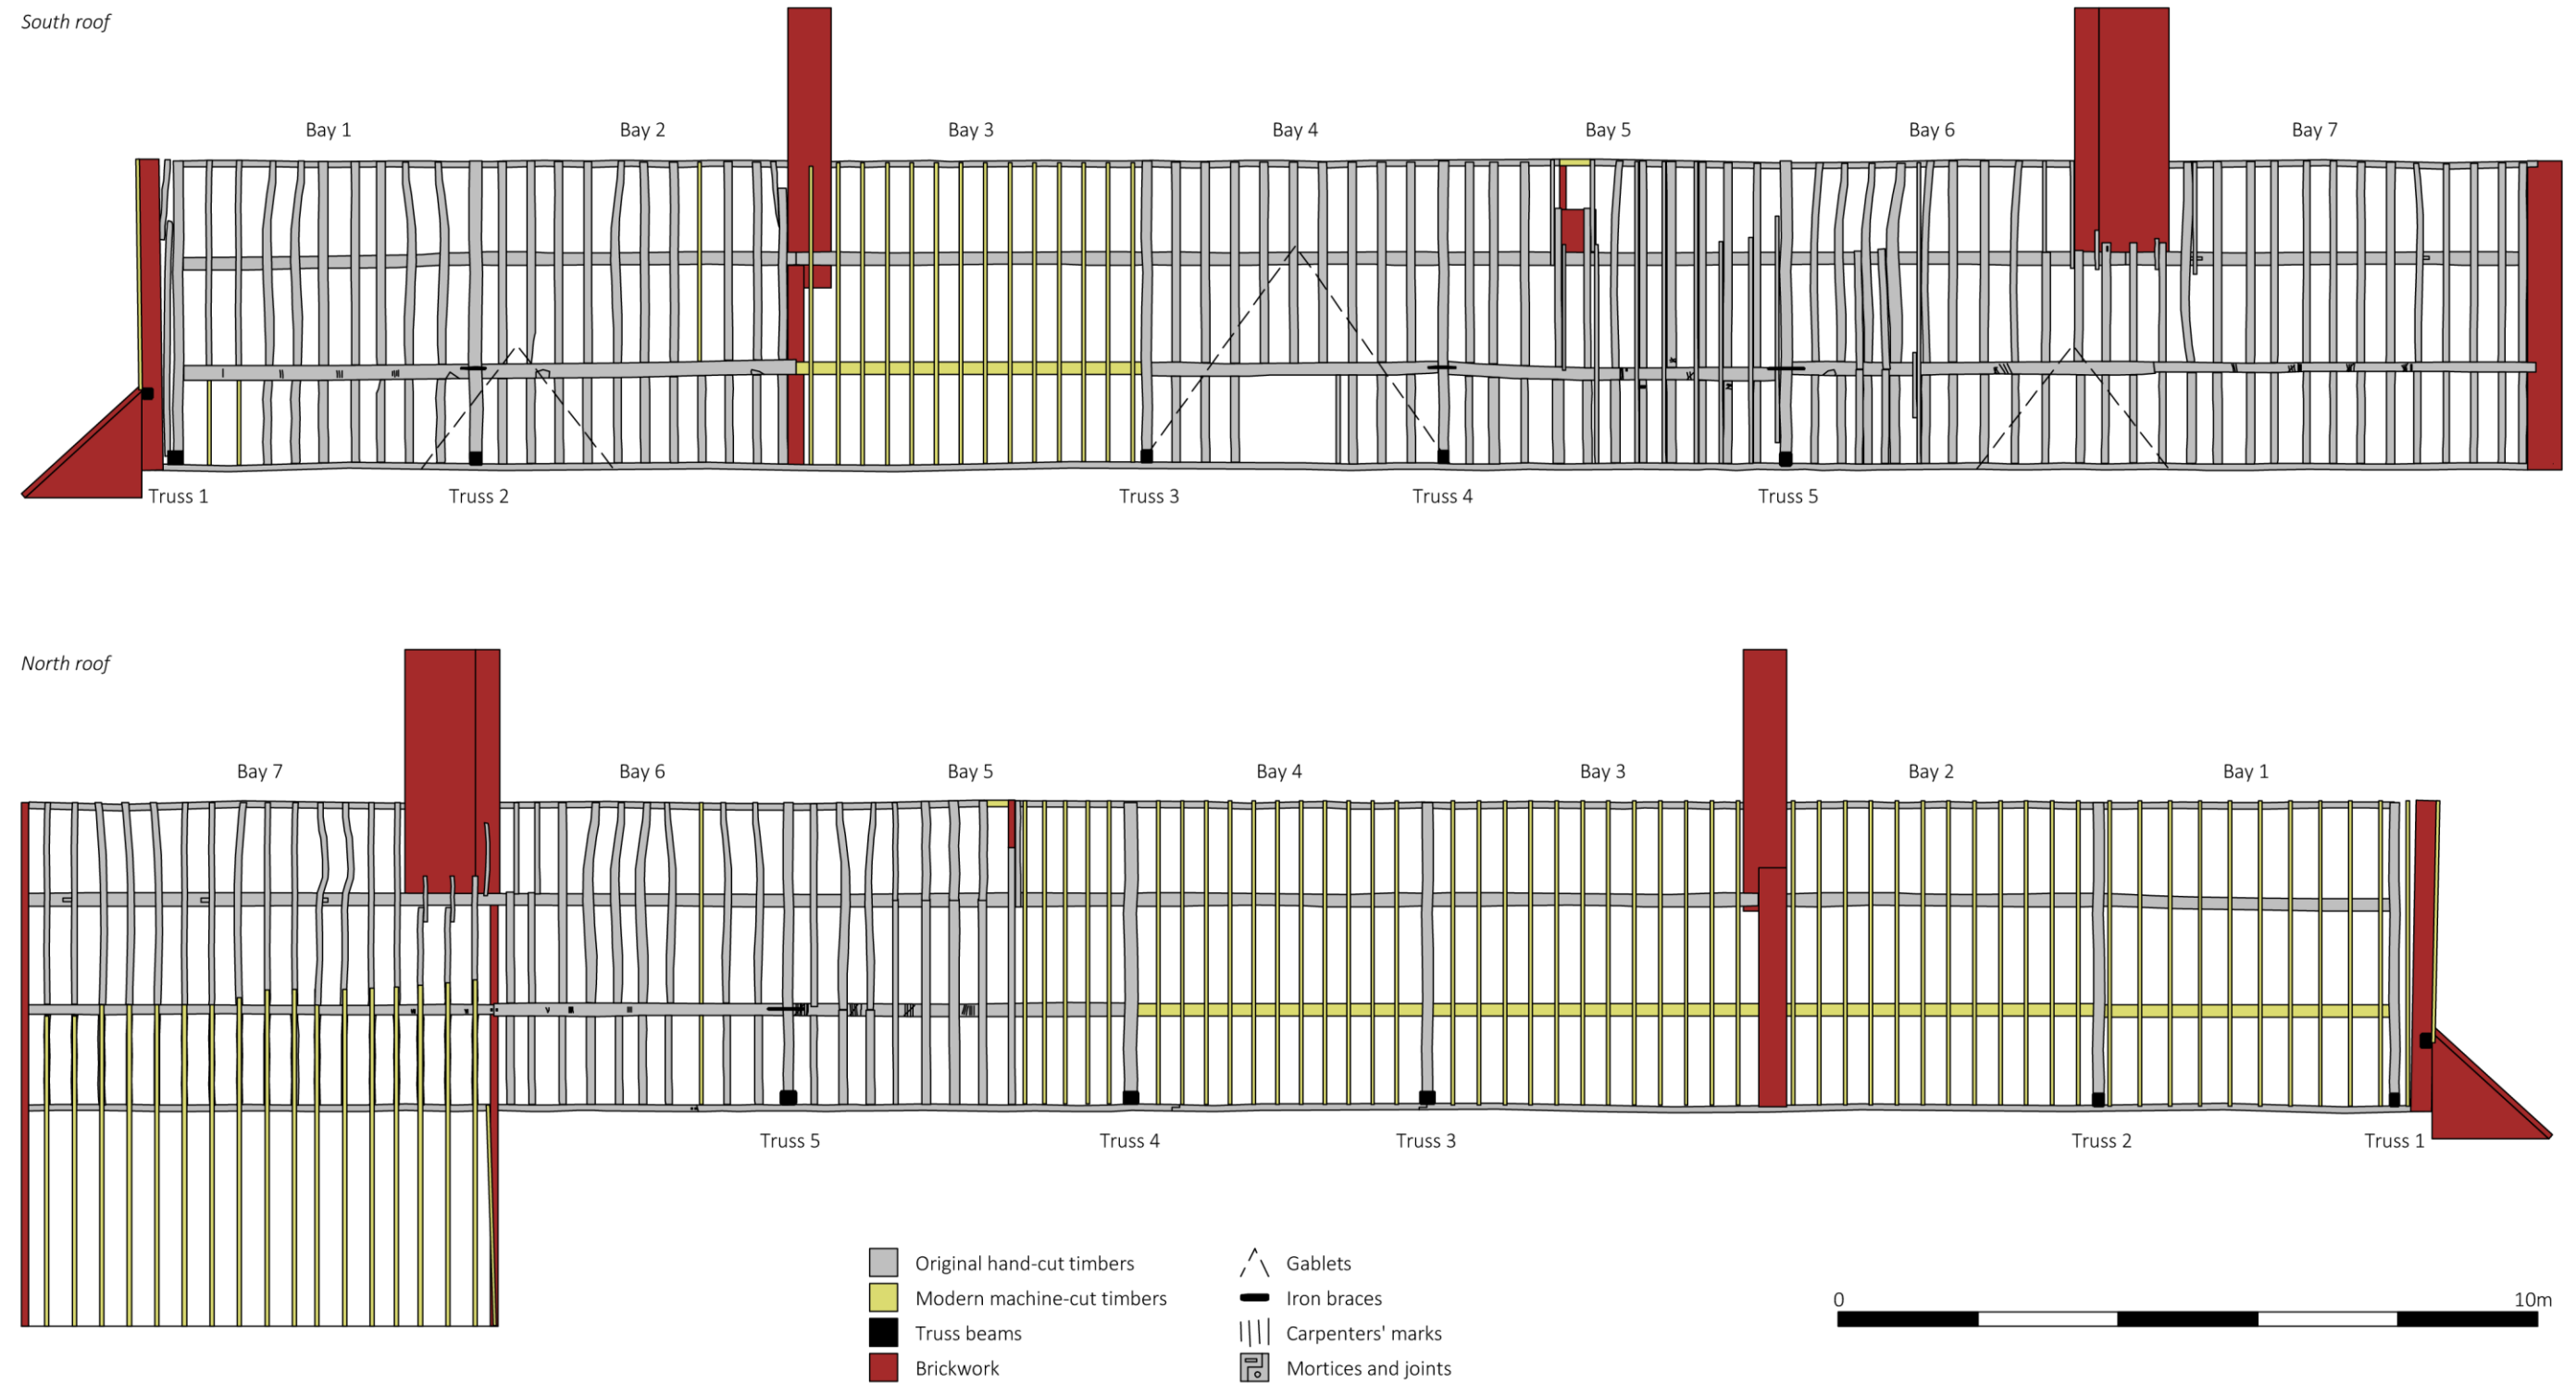 South roof
Bay 1 Bay 2 Bay 3 Bay 4 Bay 5 Bay 6 Bay 7
Truss 1 Truss 2 Truss 3 Truss 4 Truss 5
North roof
Bay 7 Bay 6 Bay 5 Bay 4 Bay 3 Bay 2 Bay 1
Truss 5 Truss 4 Truss 3 Truss 2 Truss 1
Original hand-cut timbers
Modern machine-cut timbers
Truss beams
Brickwork
Gablets
Iron braces
Carpenters' marks
Mortices and joints
0 10m